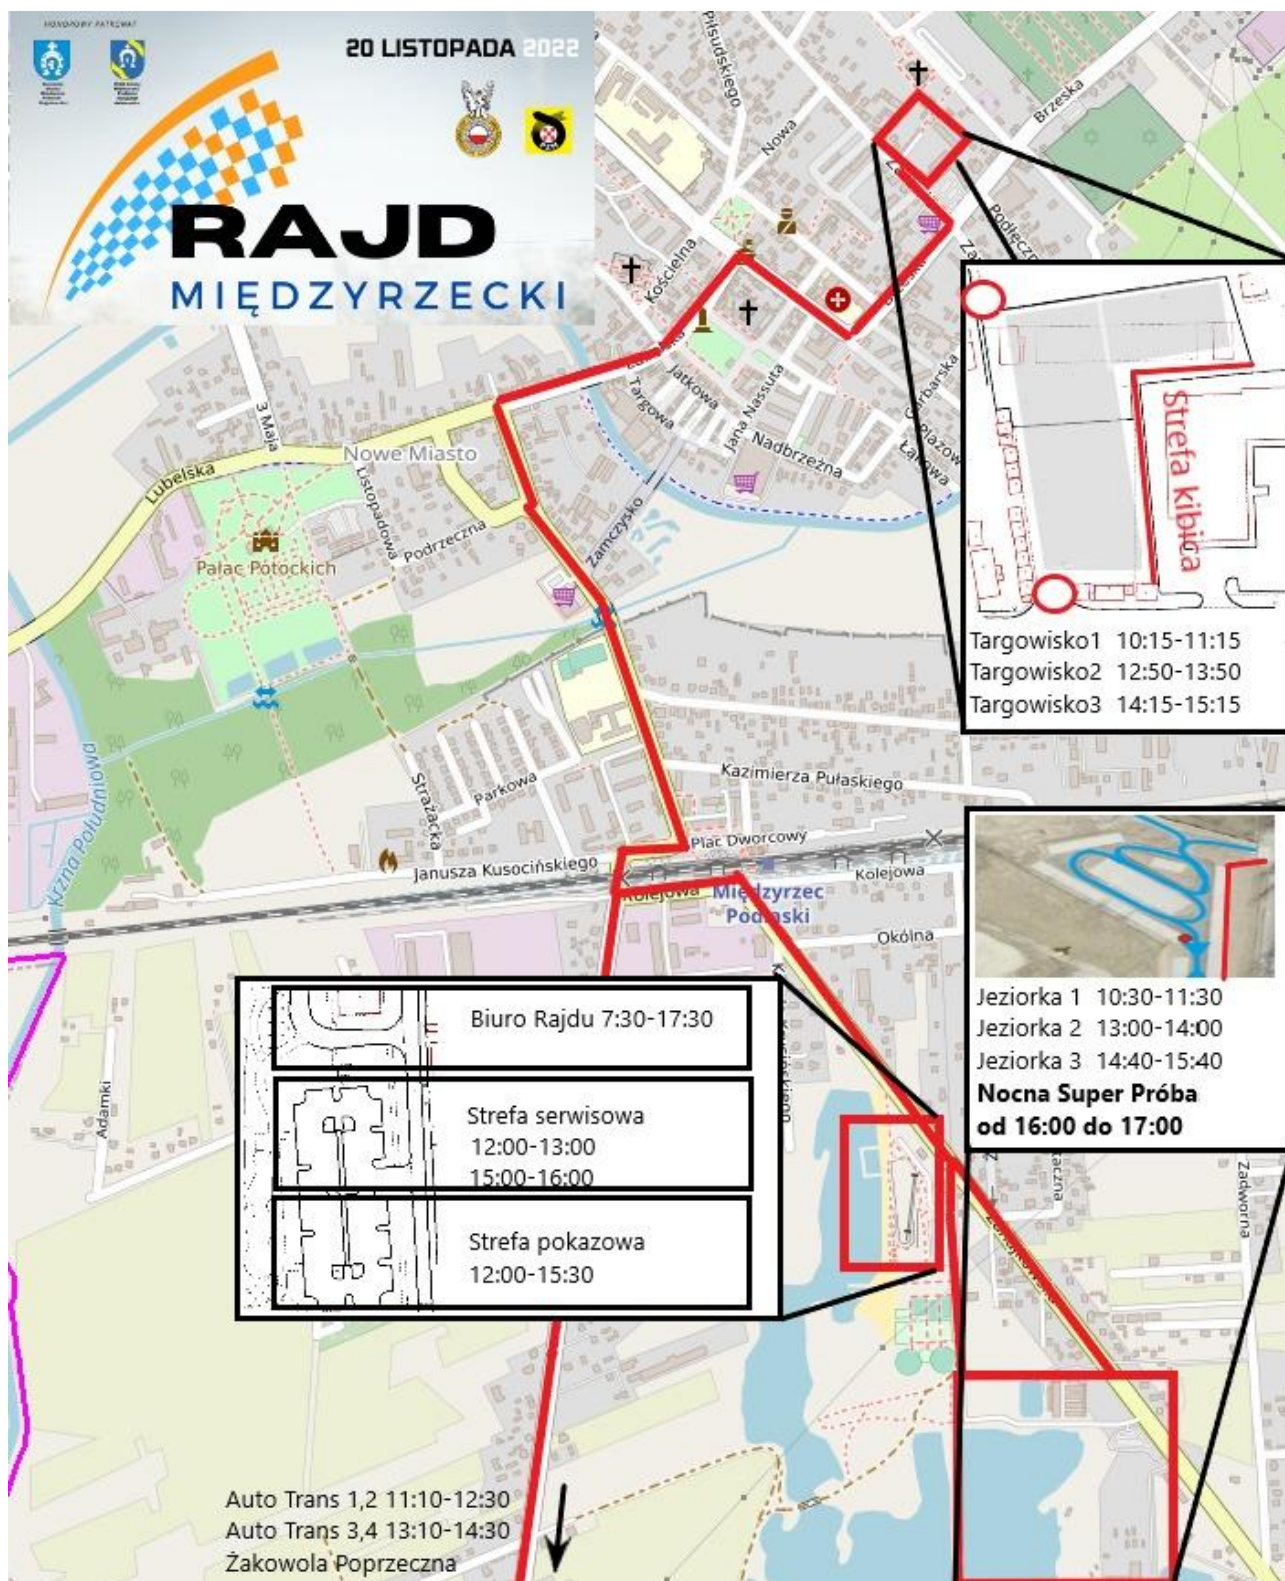 HONOROWY PATRONAT
20 LISTOPADA 2022
PZM
RAJD
MIĘDZYRZECKI
Piłsudskiego
Nowa
Brzeska
Kościelna
3 Maja
Nowe Miasto
Lubelska
Listopadowa
Podrzeczna
Pałac Potockich
Targowa
Jatkowa
Jana Nassuta
Nadbrzeżna
Garbarska
Plażowa
Łąkowa
Zamczysko
Strefa kibica
Targowisko1 10:15-11:15
Targowisko2 12:50-13:50
Targowisko3 14:15-15:15
Krzna Południowa
Strażacka
Parkowa
Kazimierza Pułaskiego
Plac Dworcowy
Janusza Kusocińskiego
Kolejowa
Kolejowa
Międzyrzec
Podlaski
Okólna
Adamki
Zadworna
Biuro Rajdu 7:30-17:30
Strefa serwisowa
12:00-13:00
15:00-16:00
Strefa pokazowa
12:00-15:30
Jeziorka 1 10:30-11:30
Jeziorka 2 13:00-14:00
Jeziorka 3 14:40-15:40
Nocna Super Próba
od 16:00 do 17:00
Auto Trans 1,2 11:10-12:30
Auto Trans 3,4 13:10-14:30
Żakowola Poprzeczna